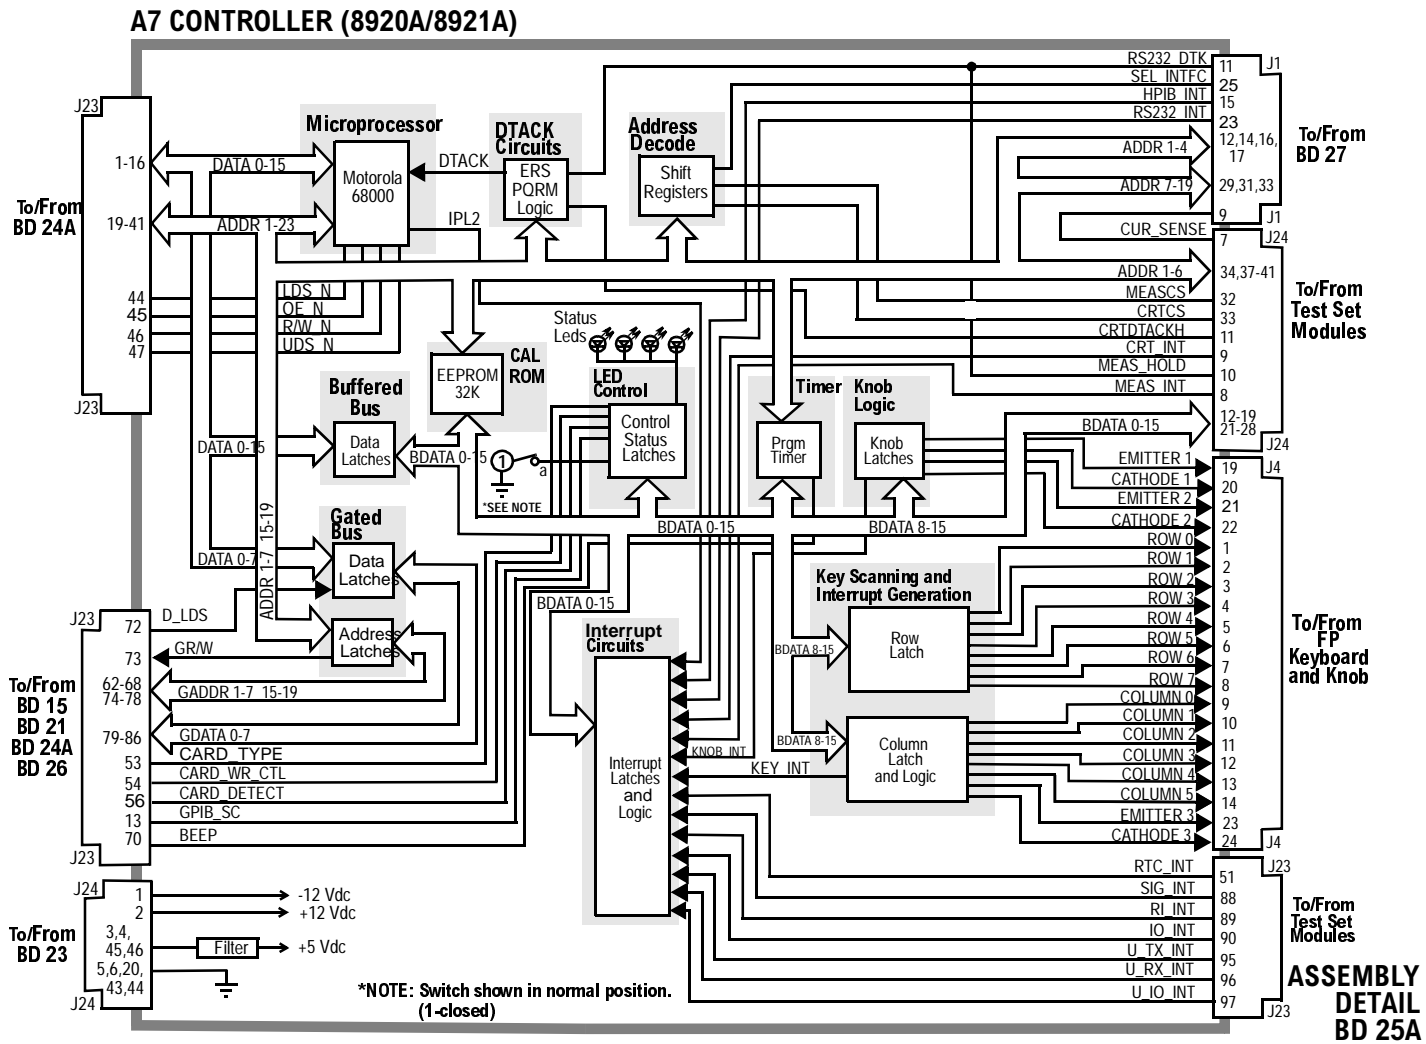 A7 CONTROLLER (8920A/8921A)
J23
1-16
19-41
44
45
46
47
J23
To/From
BD 24A
DATA 0-15
ADDR 1-23
LDS_N
OE_N
R/W_N
UDS_N
Microprocessor
Motorola
68000
DTACK
IPL2
DTACK
Circuits
ERS
PQRM
Logic
Address
Decode
Shift
Registers
RS232_DTK
SEL_INTFC
HPIB_INT
RS232_INT
ADDR 1-4
ADDR 7-19
CUR_SENSE
ADDR 1-6
MEASCS
CRTCS
CRTDTACKH
CRT_INT
MEAS_HOLD
MEAS_INT
BDATA 0-15
J1
11
25
15
23
12,14,16,
17
29,31,33
9
J1
To/From
BD 27
7
J24
34,37-41
32
33
11
9
10
8
12-19
21-28
J24
To/From
Test Set
Modules
Status
Leds
EEPROM
32K
CAL
ROM
LED
Control
Control
Status
Latches
Timer
Prgm
Timer
Knob
Logic
Knob
Latches
Buffered
Bus
Data
Latches
DATA 0-15
BDATA 0-15
1
a
*SEE NOTE
BDATA 0-15
BDATA 8-15
Gated
Bus
Data
Latches
DATA 0-7
ADDR 1-7 15-19
Address
Latches
BDATA 0-15
Interrupt
Circuits
Interrupt
Latches
and
Logic
KNOB_INT
KEY_INT
Key Scanning and
Interrupt Generation
Row
Latch
BDATA 8-15
Column
Latch
and Logic
BDATA 8-15
EMITTER 1
CATHODE 1
EMITTER 2
CATHODE 2
ROW 0
ROW 1
ROW 2
ROW 3
ROW 4
ROW 5
ROW 6
ROW 7
COLUMN 0
COLUMN 1
COLUMN 2
COLUMN 3
COLUMN 4
COLUMN 5
EMITTER 3
CATHODE 3
J4
19
20
21
22
1
2
3
4
5
6
7
8
9
10
11
12
13
14
23
24
J4
To/From
FP
Keyboard
and Knob
J23
72
73
62-68
74-78
79-86
53
54
56
13
70
J23
To/From
BD 15
BD 21
BD 24A
BD 26
D_LDS
GR/W
GADDR 1-7 15-19
GDATA 0-7
CARD_TYPE
CARD_WR_CTL
CARD_DETECT
GPIB_SC
BEEP
RTC_INT
SIG_INT
RI_INT
IO_INT
U_TX_INT
U_RX_INT
U_IO_INT
J23
51
88
89
90
95
96
97
J23
To/From
Test Set
Modules
J24
1
2
3,4,
45,46
5,6,20,
43,44
J24
To/From
BD 23
-12 Vdc
+12 Vdc
Filter
+5 Vdc
*NOTE: Switch shown in normal position.
(1-closed)
ASSEMBLY
DETAIL
BD 25A